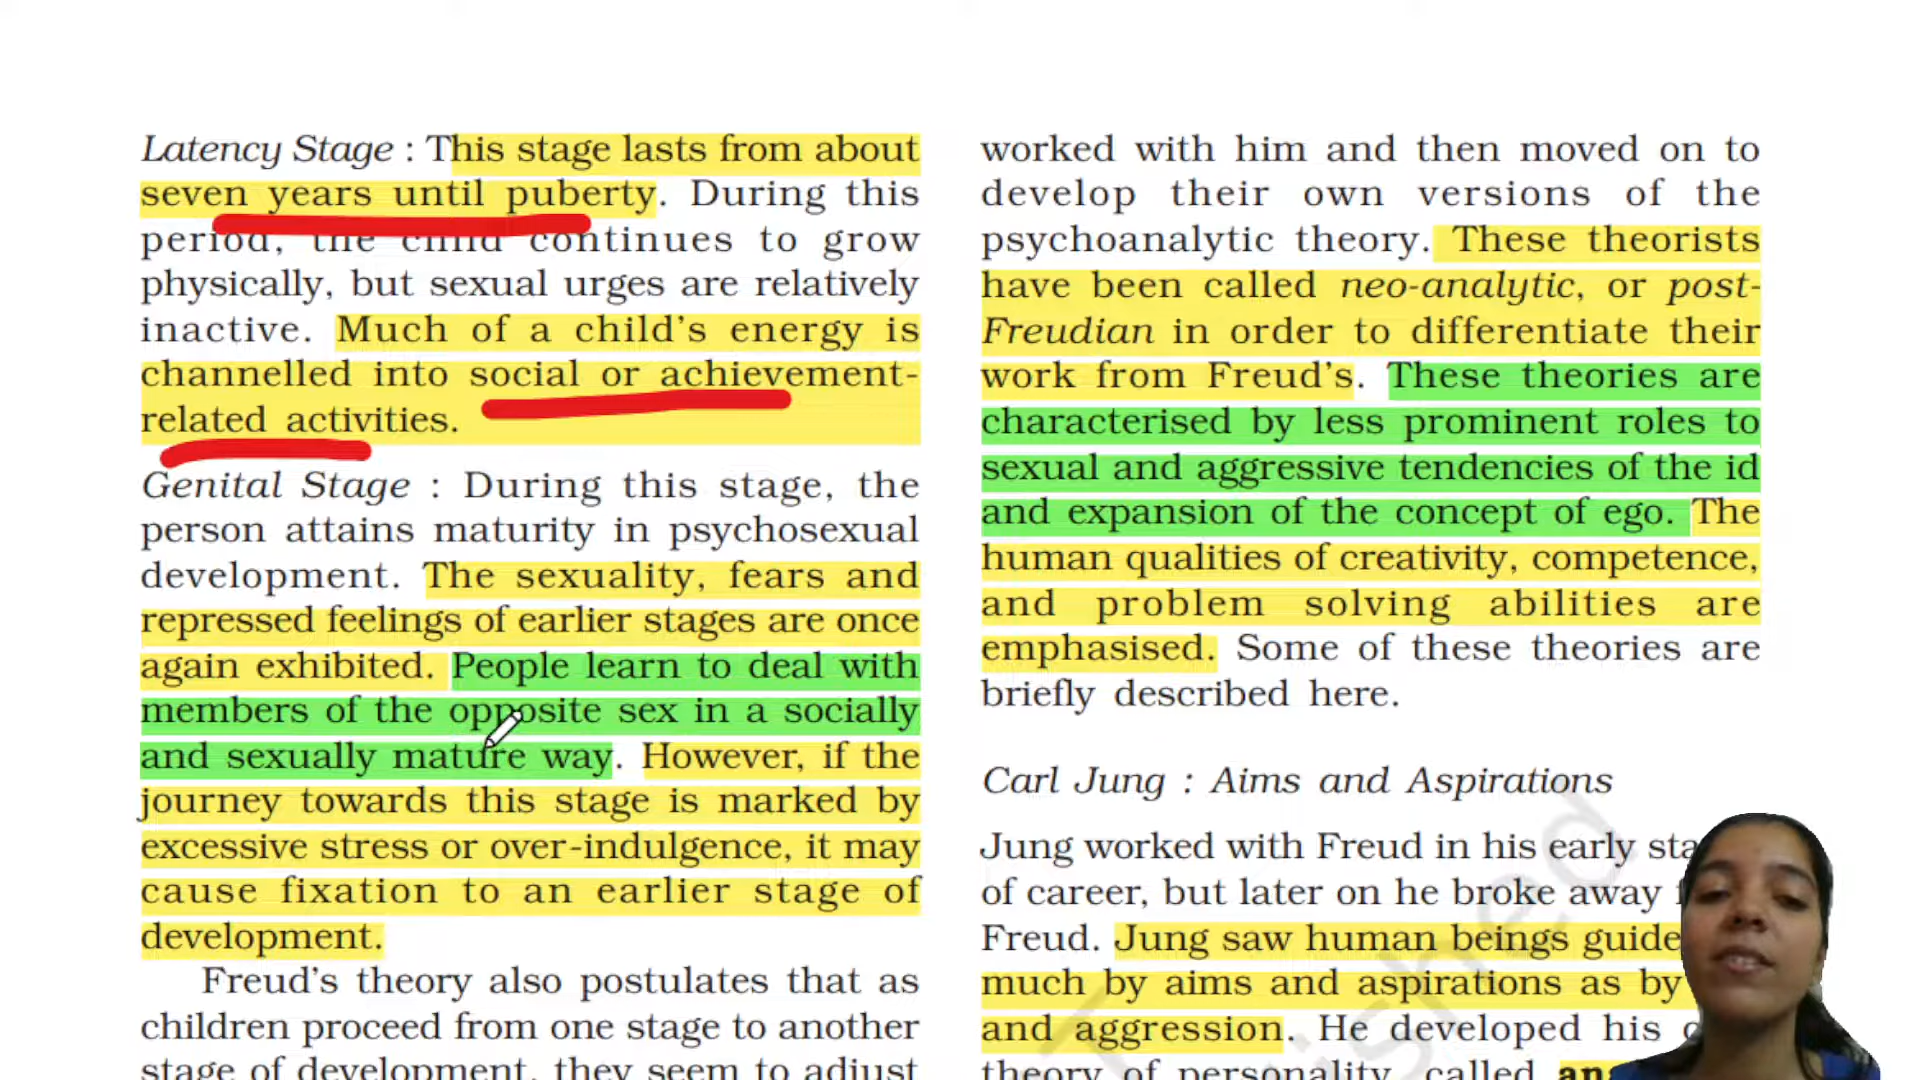 Latency Stage : This stage lasts from about
seven years until puberty. During this
period, the child continues to grow
physically, but sexual urges are relatively
inactive. Much of a child's energy is
channelled into social or achievement-
related activities.
Genital Stage : During this stage, the
person attains maturity in psychosexual
development. The sexuality, fears and
repressed feelings of earlier stages are once
again exhibited. People learn to deal with
members of the opposite sex in a socially
and sexually mature way. However, if the
journey towards this stage is marked by
excessive stress or over-indulgence, it may
cause fixation to an earlier stage of
development.
Freud's theory also postulates that as
children proceed from one stage to another
stage of development, they seem to adjust
worked with him and then moved on to
develop their own versions of the
psychoanalytic theory. These theorists
have been called neo-analytic, or post-
Freudian in order to differentiate their
work from Freud's. These theories are
characterised by less prominent roles to
sexual and aggressive tendencies of the id
and expansion of the concept of ego. The
human qualities of creativity, competence,
and problem solving abilities are
emphasised. Some of these theories are
briefly described here.
Carl Jung : Aims and Aspirations
Jung worked with Freud in his early
of career, but later on he broke away
Freud. Jung saw human beings
much by aims and aspirations as by
and aggression. He developed his
theory of personality, called